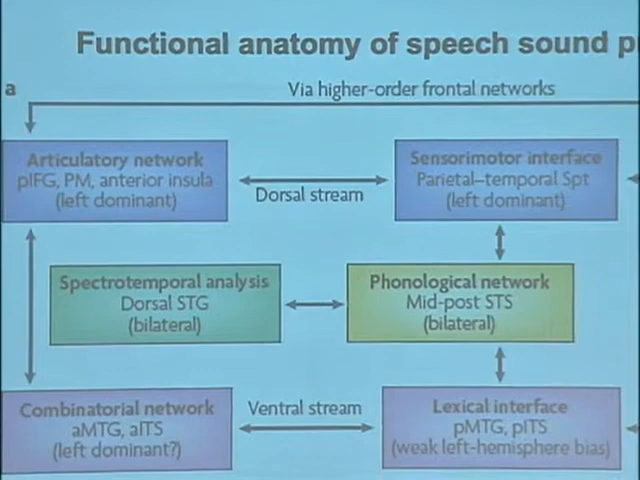 Functional anatomy of speech sound p
a
Via higher-order frontal networks
Articulatory network
pIFG, PM, anterior insula
(left dominant)
Dorsal stream
Sensorimotor interface
Parietal–temporal Spt
(left dominant)
Spectrotemporal analysis
Dorsal STG
(bilateral)
Phonological network
Mid-post STS
(bilateral)
Combinatorial network
aMTG, aITS
(left dominant?)
Ventral stream
Lexical interface
pMTG, pITS
(weak left-hemisphere bias)